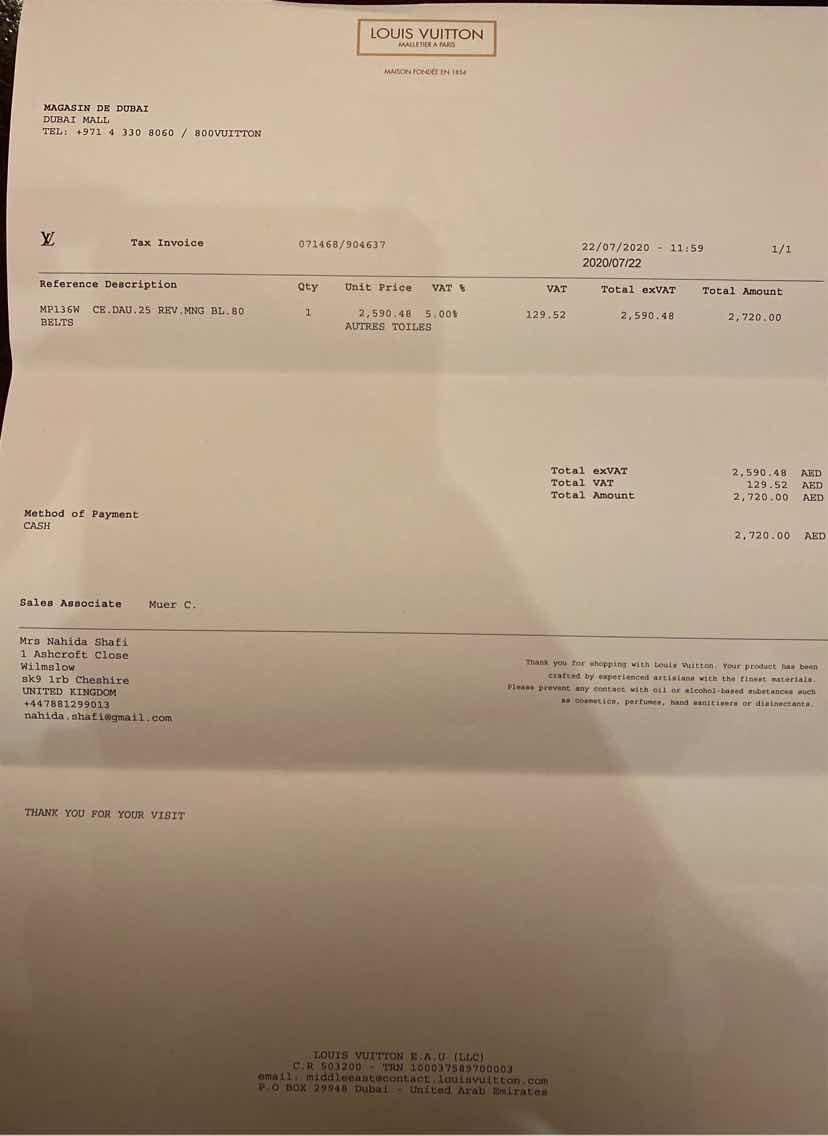 LOUIS VUITTON
MALLETIER A PARIS
MAISON FONDÉE EN 1854
MAGASIN DE DUBAI
DUBAI MALL
TEL: +971 4 330 8060 / 800VUITTON
LV Tax Invoice 071468/904637 22/07/2020 - 11:59 1/1
2020/07/22
Reference Description Qty Unit Price VAT % VAT Total exVAT Total Amount
MP136W CE.DAU.25 REV.MNG BL.80 1 2,590.48 5.00% 129.52 2,590.48 2,720.00
BELTS AUTRES TOILES
Total exVAT 2,590.48 AED
Total VAT 129.52 AED
Total Amount 2,720.00 AED
Method of Payment
CASH 2,720.00 AED
Sales Associate Muer C.
Mrs Nahida Shafi
1 Ashcroft Close
Wilmslow
sk9 1rb Cheshire
UNITED KINGDOM
+447881299013
nahida.shafi@gmail.com
Thank you for shopping with Louis Vuitton. Your product has been
crafted by experienced artisians with the finest materials.
Please prevent any contact with oil or alcohol-based substances such
as cosmetics, perfumes, hand sanitisers or disinectants.
THANK YOU FOR YOUR VISIT
LOUIS VUITTON E.A.U (LLC)
C.R 503200 - TRN 100037589700003
email: middleeast@contact.louisvuitton.com
P.O BOX 29948 Dubai - United Arab Emirates